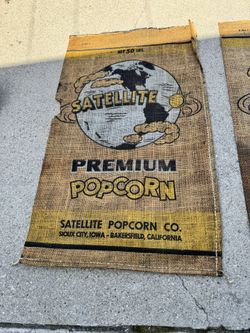 NET 50 LBS.
SATELLITE
PREMIUM
POPCORN
SATELLITE POPCORN CO.
SIOUX CITY, IOWA - BAKERSFIELD, CALIFORNIA